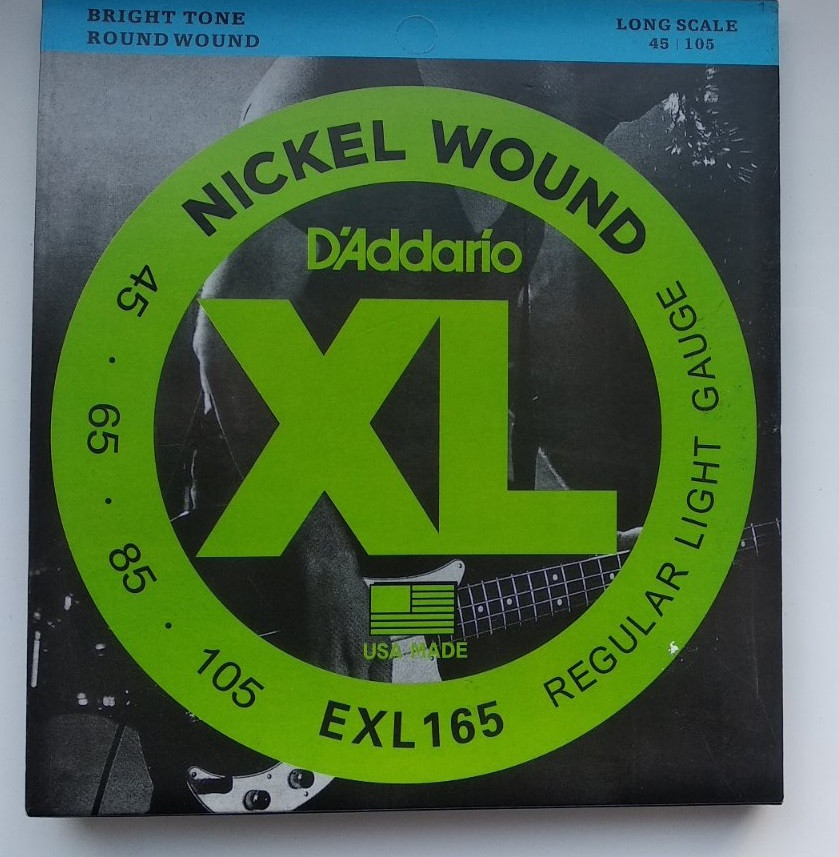 BRIGHT TONE
ROUND WOUND
LONG SCALE
45 | 105
NICKEL WOUND
D'Addario
XL
45 · 65 · 85 · 105
REGULAR LIGHT GAUGE
USA MADE
EXL165